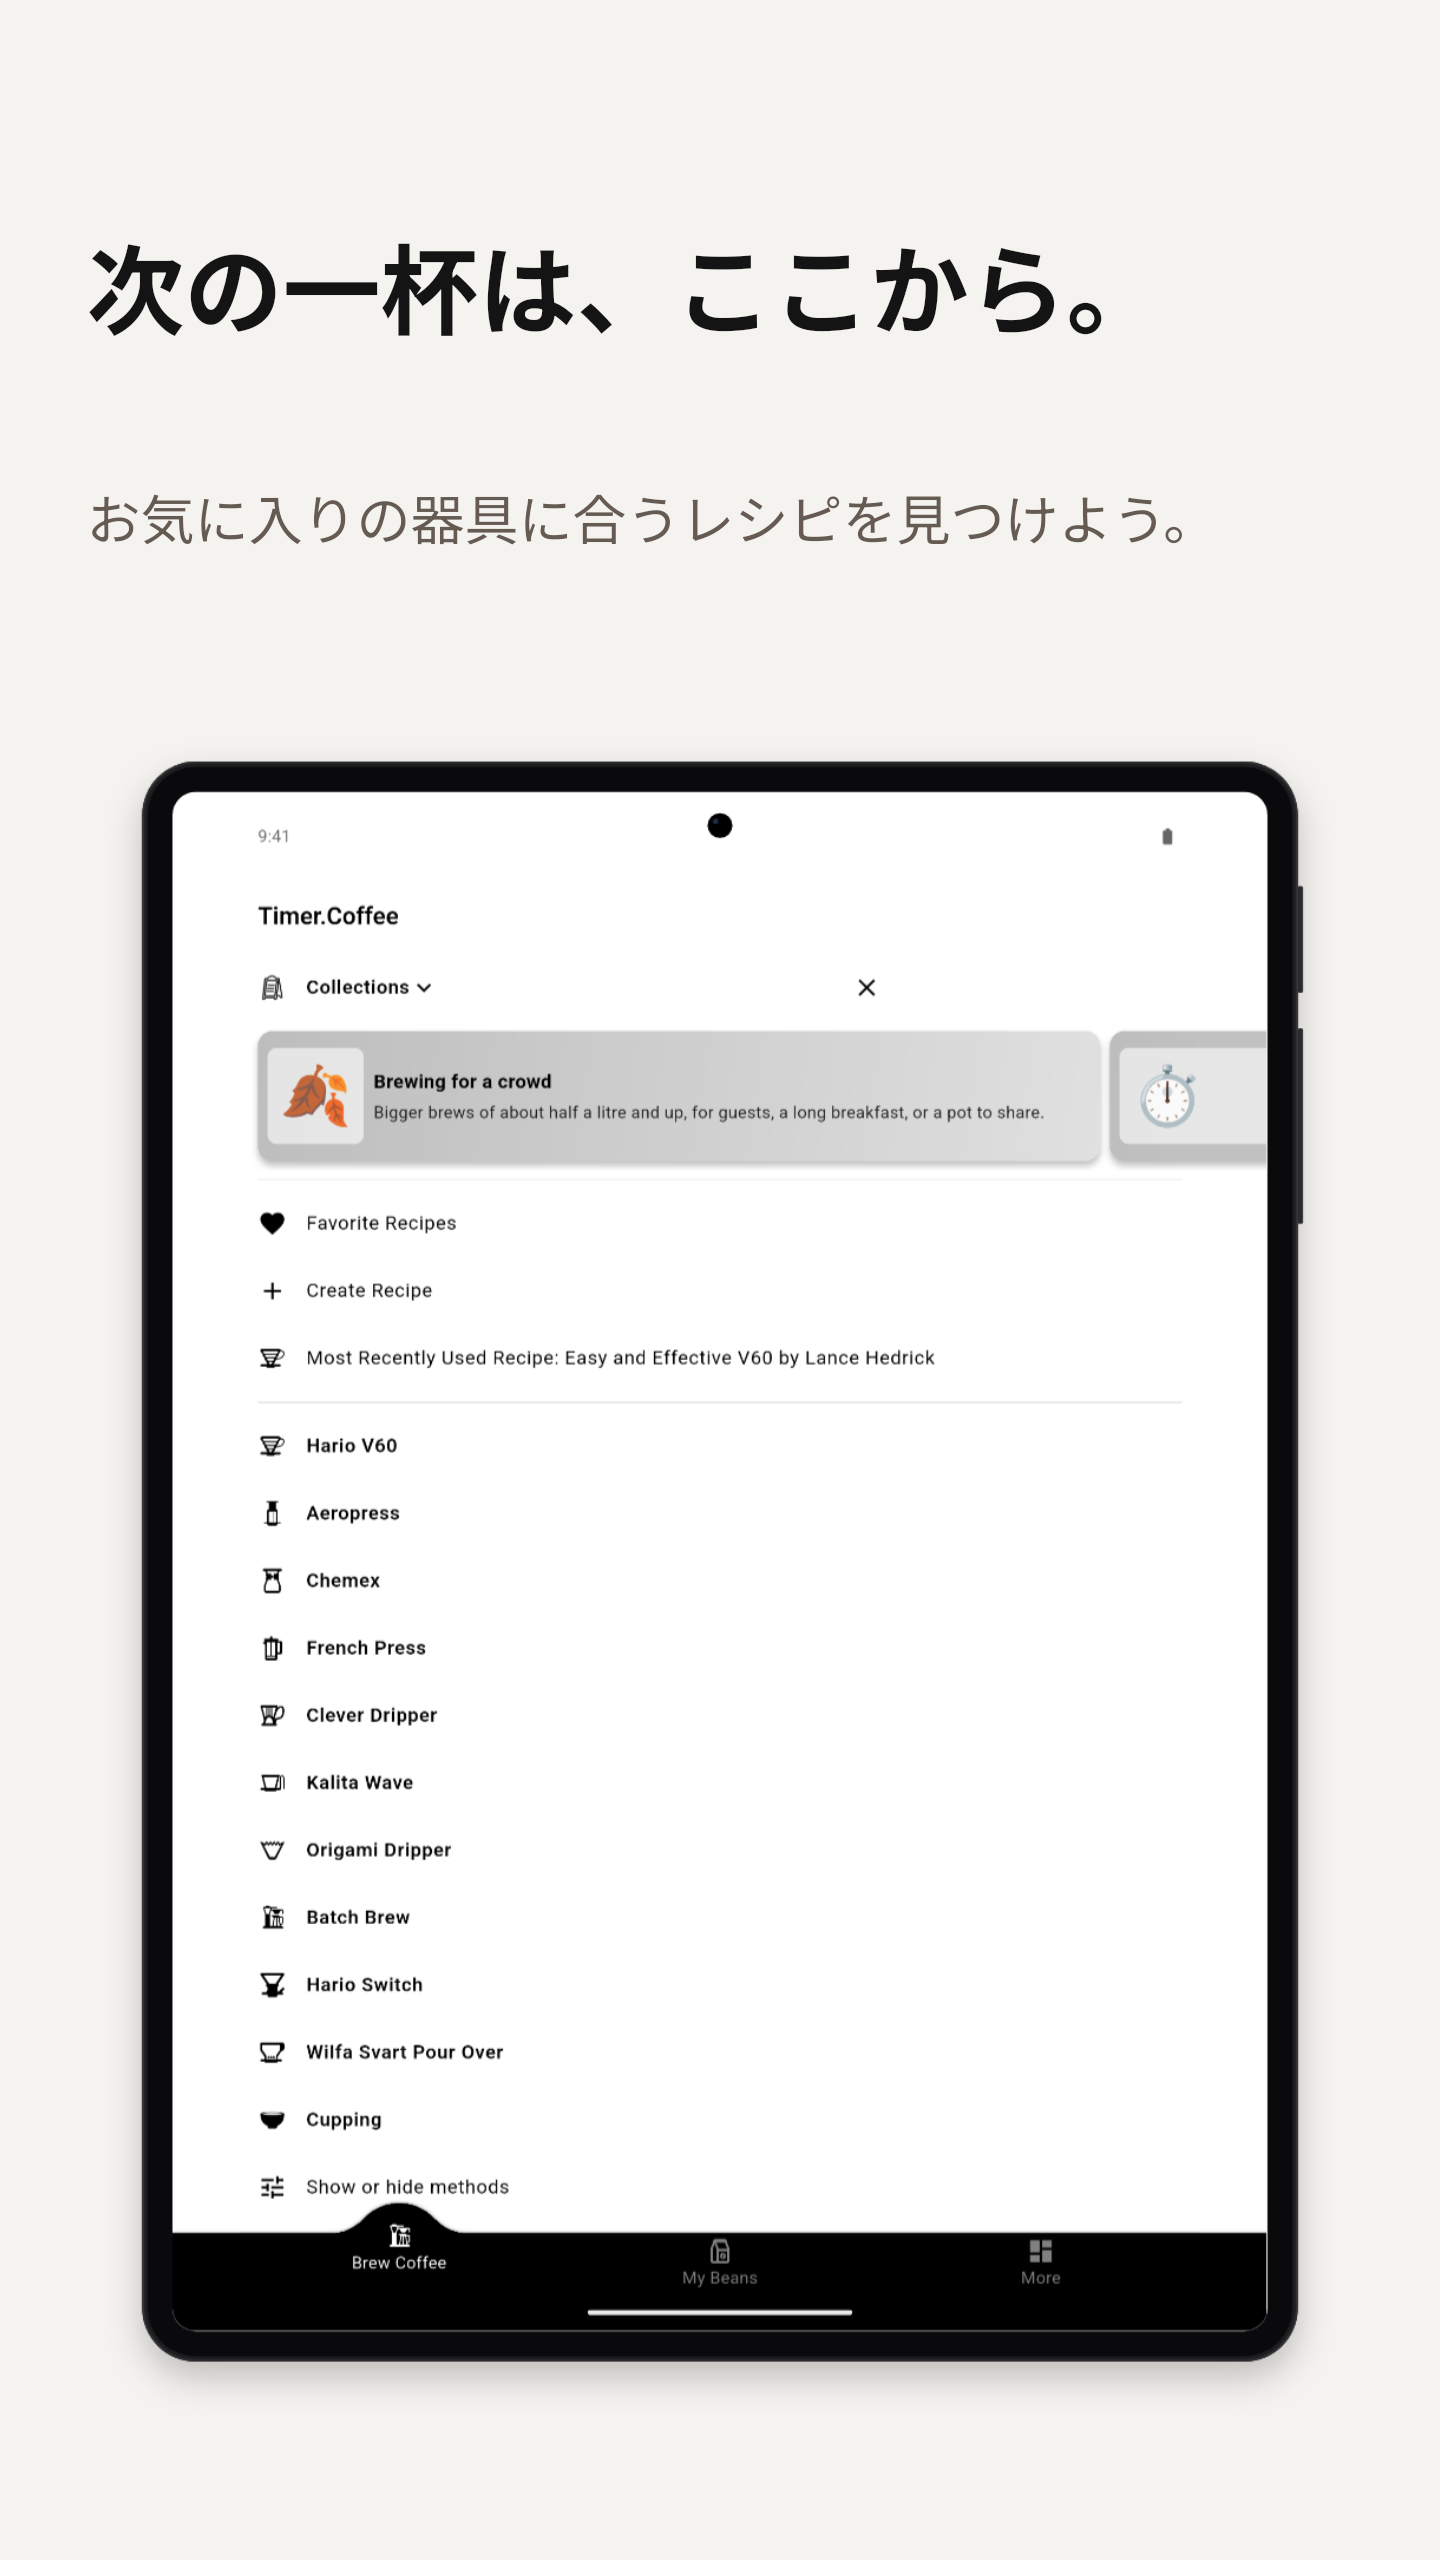 次の一杯は、ここから。
お気に入りの器具に合うレシピを見つけよう。
9:41
Timer.Coffee
Collections
Brewing for a crowd
Bigger brews of about half a litre and up, for guests, a long breakfast, or a pot to share.
Favorite Recipes
Create Recipe
Most Recently Used Recipe: Easy and Effective V60 by Lance Hedrick
Hario V60
Aeropress
Chemex
French Press
Clever Dripper
Kalita Wave
Origami Dripper
Batch Brew
Hario Switch
Wilfa Svart Pour Over
Cupping
Show or hide methods
Brew Coffee
My Beans
More